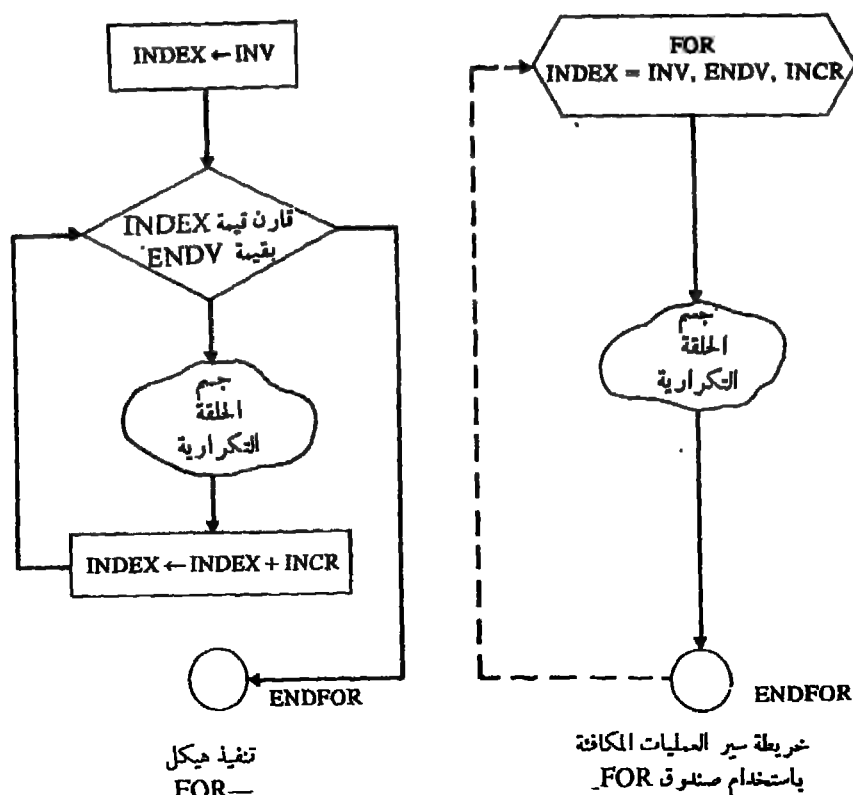 INDEX ← INV
قارن قيمة INDEX
بقيمة ENDV
جسم
الحلقة
التكرارية
INDEX ← INDEX + INCR
ENDFOR
تنفيذ هيكل
FOR—
FOR
INDEX = INV, ENDV, INCR
جسم
الحلقة
التكرارية
ENDFOR
خريطة سير العمليات المكافئة
باستخدام صندوق FOR